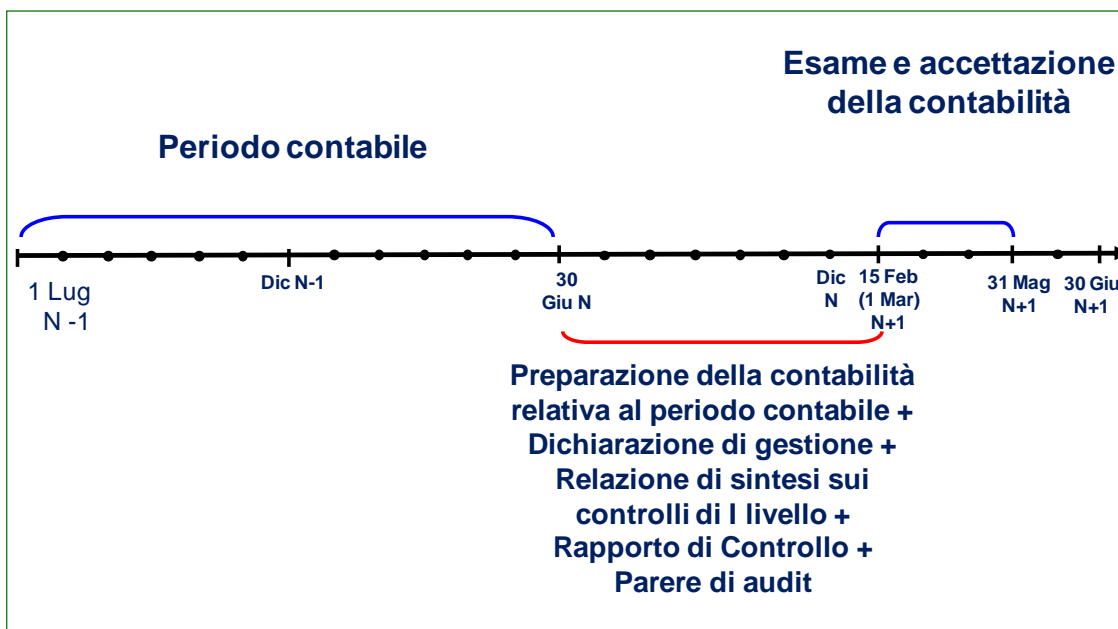 Esame e accettazione
della contabilità
Periodo contabile
1 Lug
N -1
Dic N-1
30
Giu N
Dic
N
15 Feb
(1 Mar)
N+1
31 Mag
N+1
30 Giu
N+1
Preparazione della contabilità
relativa al periodo contabile +
Dichiarazione di gestione +
Relazione di sintesi sui
controlli di I livello +
Rapporto di Controllo +
Parere di audit